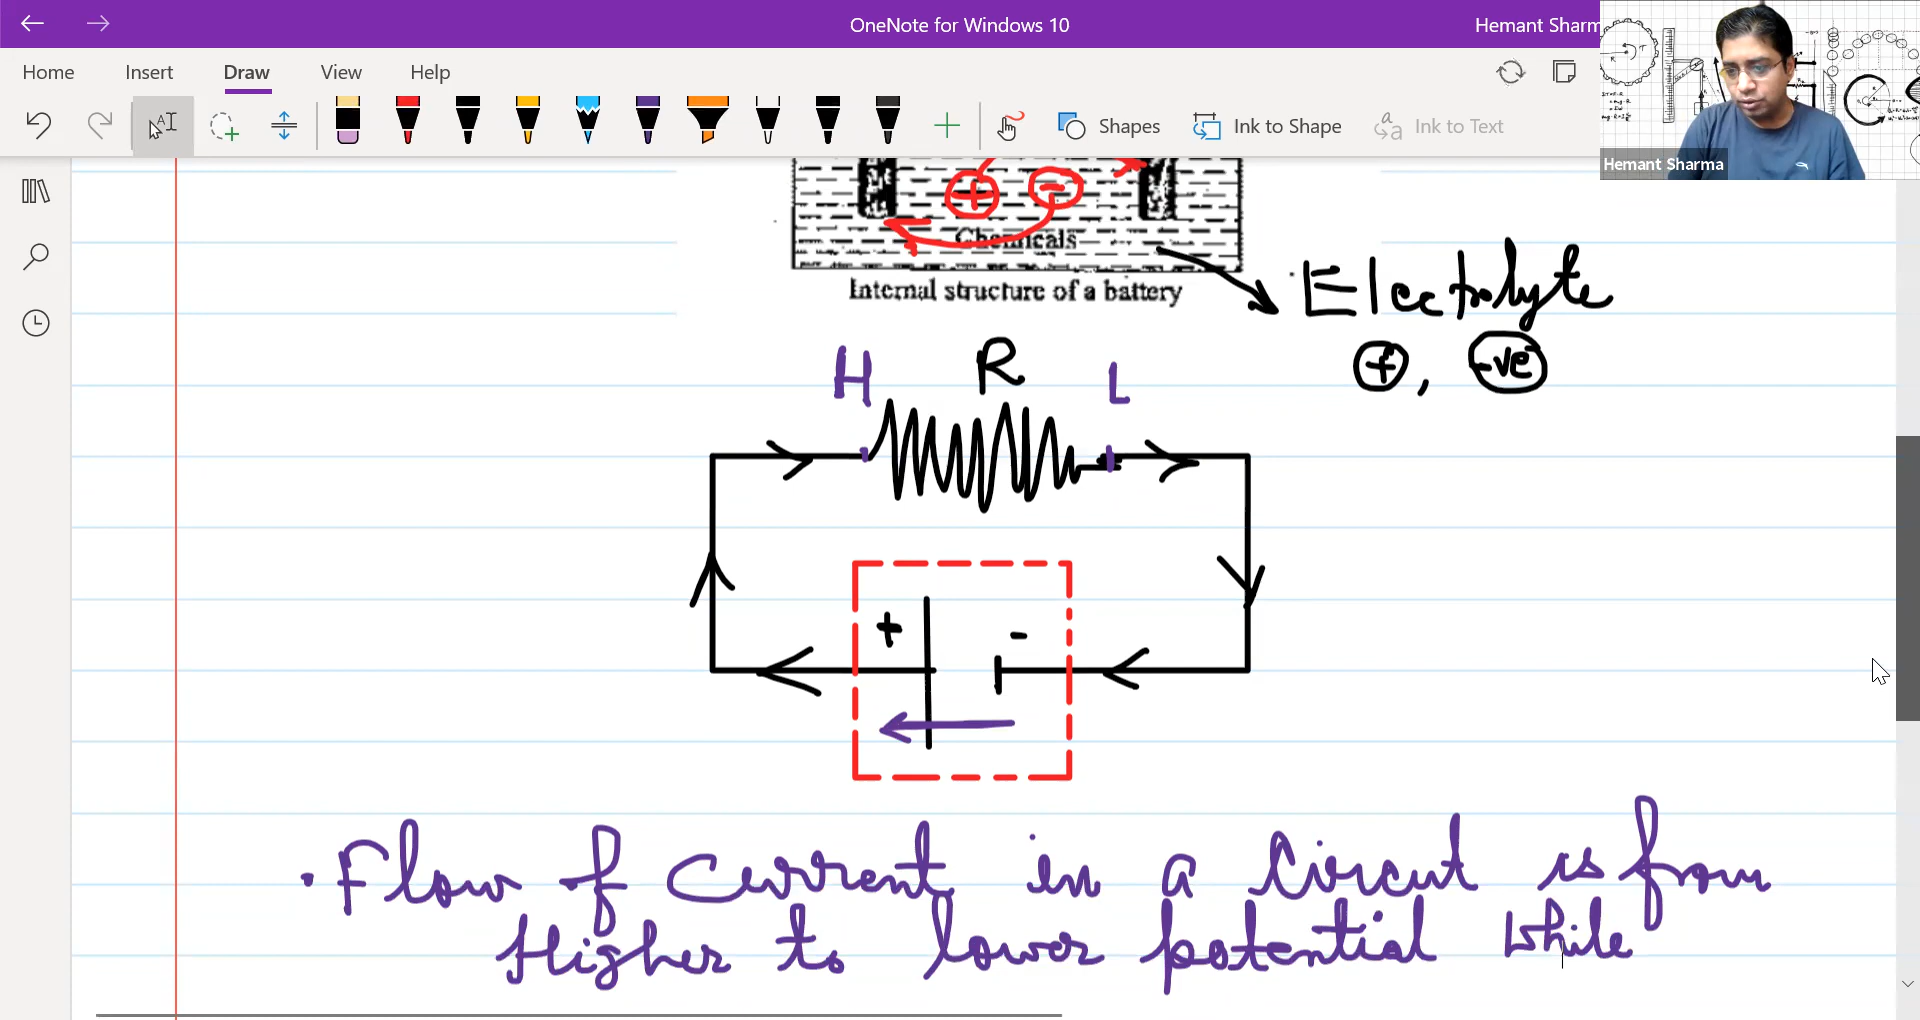 OneNote for Windows 10
Hemant Sharm
Home Insert Draw View Help
Shapes Ink to Shape Ink to Text
Hemant Sharma
+ -
Chemicals
Internal structure of a battery
Electrolyte
+, -ve
H R L
+ -
• Flow of current in a circuit is from
Higher to lower potential while